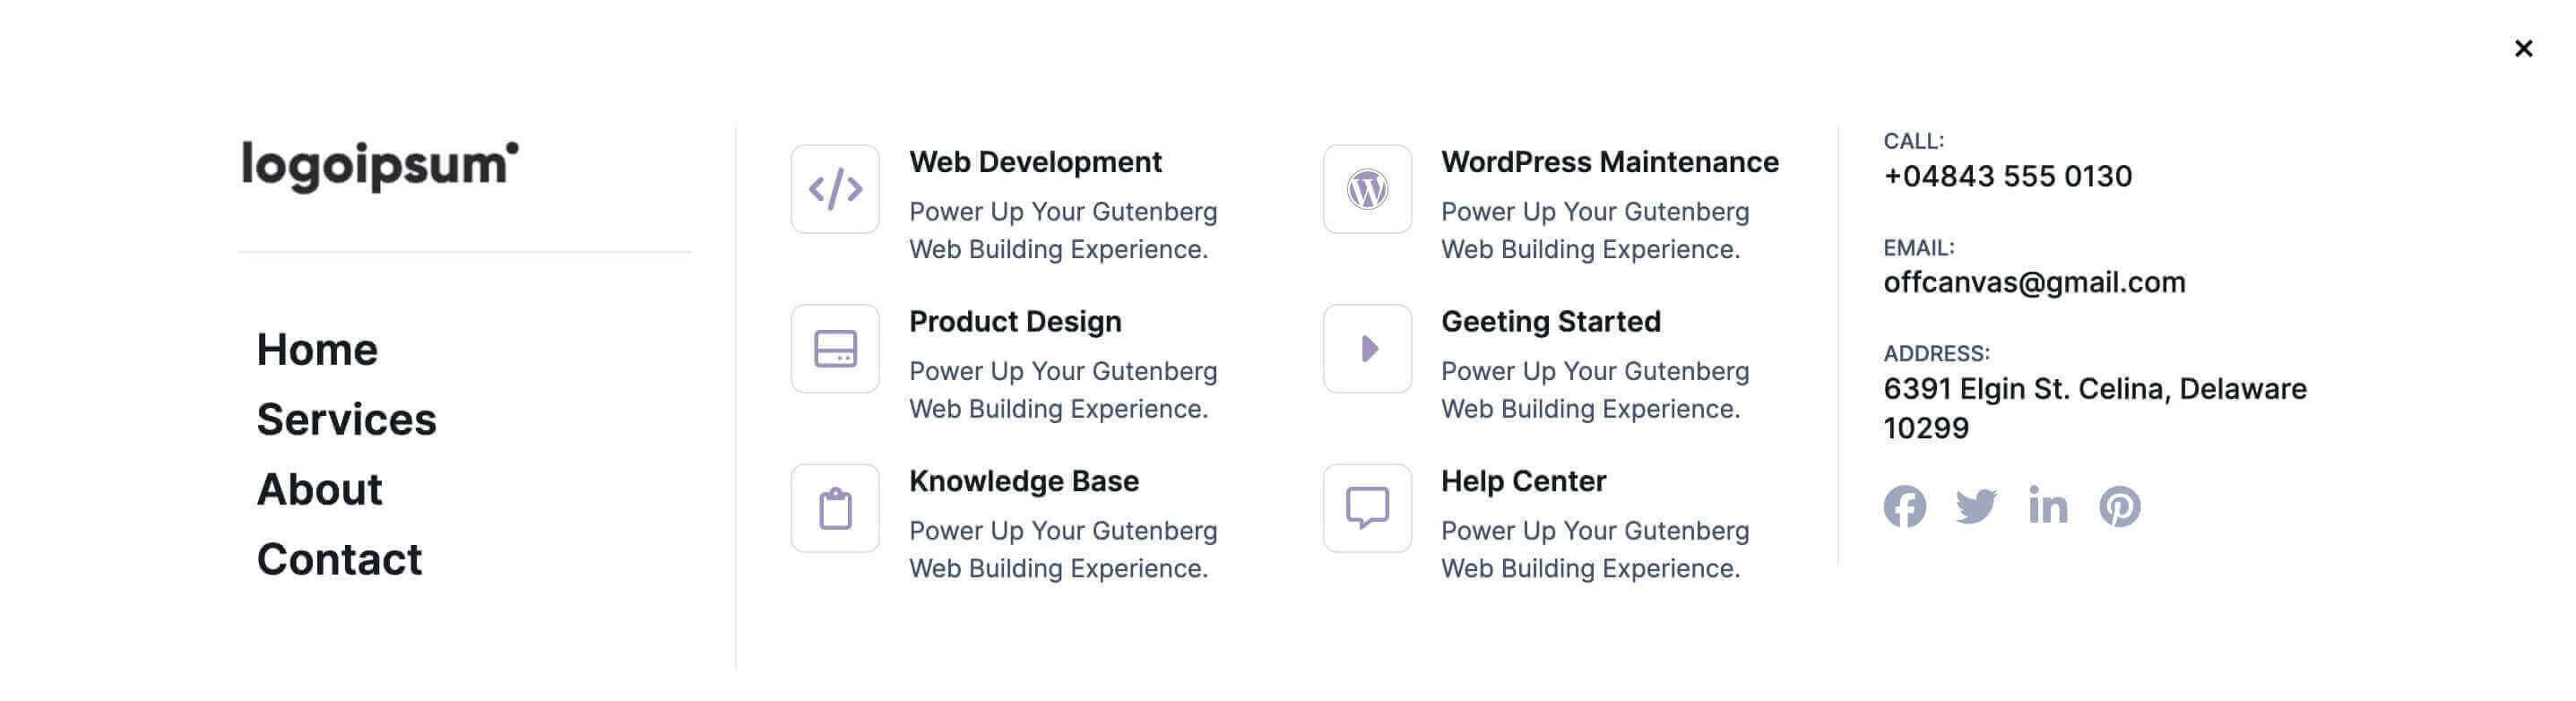 logoipsum
Home
Services
About
Contact
Web Development
Power Up Your Gutenberg
Web Building Experience.
Product Design
Power Up Your Gutenberg
Web Building Experience.
Knowledge Base
Power Up Your Gutenberg
Web Building Experience.
WordPress Maintenance
Power Up Your Gutenberg
Web Building Experience.
Geeting Started
Power Up Your Gutenberg
Web Building Experience.
Help Center
Power Up Your Gutenberg
Web Building Experience.
CALL:
+04843 555 0130
EMAIL:
offcanvas@gmail.com
ADDRESS:
6391 Elgin St. Celina, Delaware
10299